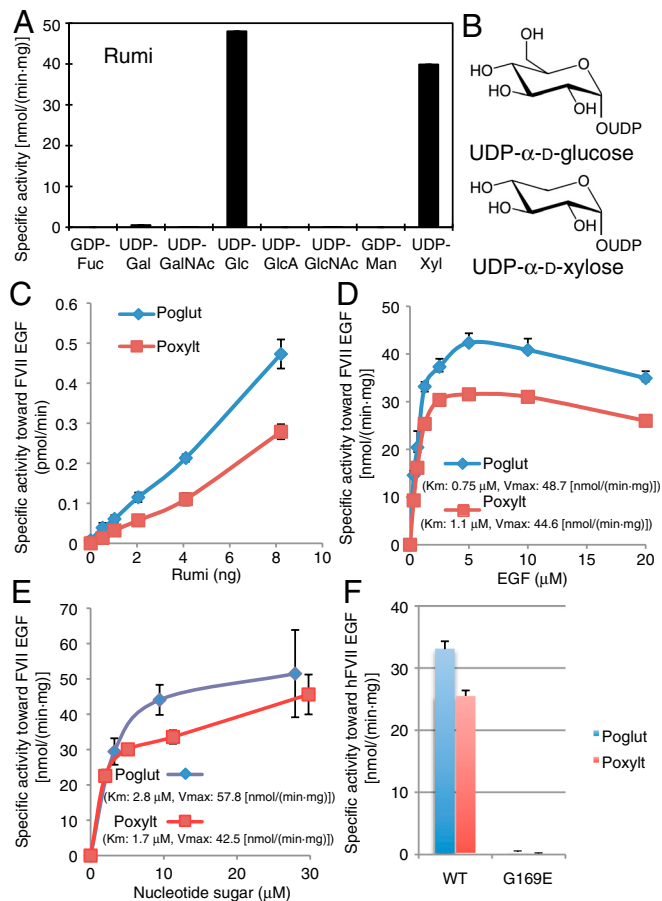 A
Specific activity [nmol/(min·mg)]
50
40
30
20
10
0
Rumi
GDP-
Fuc
UDP-
Gal
UDP-
GalNAc
UDP-
Glc
UDP-
GlcA
UDP-
GlcNAc
GDP-
Man
UDP-
Xyl
B
OH
HO
HO
O
OH
OUDP
UDP-α-D-glucose
HO
HO
O
OH
OUDP
UDP-α-D-xylose
C
Specific activity toward FVII EGF
(pmol/min)
0.6
0.5
0.4
0.3
0.2
0.1
0
Poglut
Poxylt
0 2 4 6 8 10
Rumi (ng)
D
Specific activity toward FVII EGF
[nmol/(min·mg)]
50
40
30
20
10
0
Poglut
(Km: 0.75 μM, Vmax: 48.7 [nmol/(min·mg)])
Poxylt
(Km: 1.1 μM, Vmax: 44.6 [nmol/(min·mg)])
0 5 10 15 20
EGF (μM)
E
Specific activity toward FVII EGF
[nmol/(min·mg)]
70
60
50
40
30
20
10
0
Poglut
(Km: 2.8 μM, Vmax: 57.8 [nmol/(min·mg)])
Poxylt
(Km: 1.7 μM, Vmax: 42.5 [nmol/(min·mg)])
0 10 20 30
Nucleotide sugar (μM)
F
Specific activity toward hFVII EGF
[nmol/(min·mg)]
40
30
20
10
0
Poglut
Poxylt
WT G169E